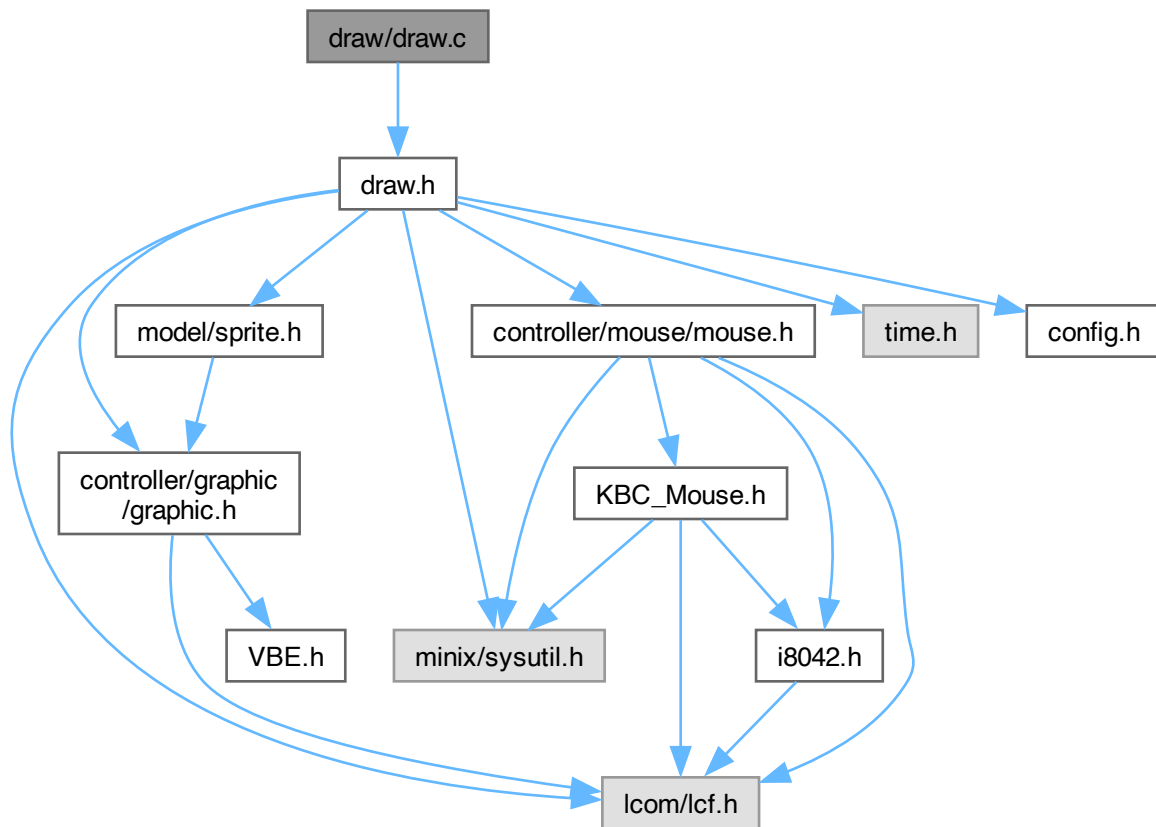 draw/draw.c
draw.h
model/sprite.h
controller/mouse/mouse.h
time.h
config.h
controller/graphic
/graphic.h
KBC_Mouse.h
VBE.h
minix/sysutil.h
i8042.h
lcom/lcf.h